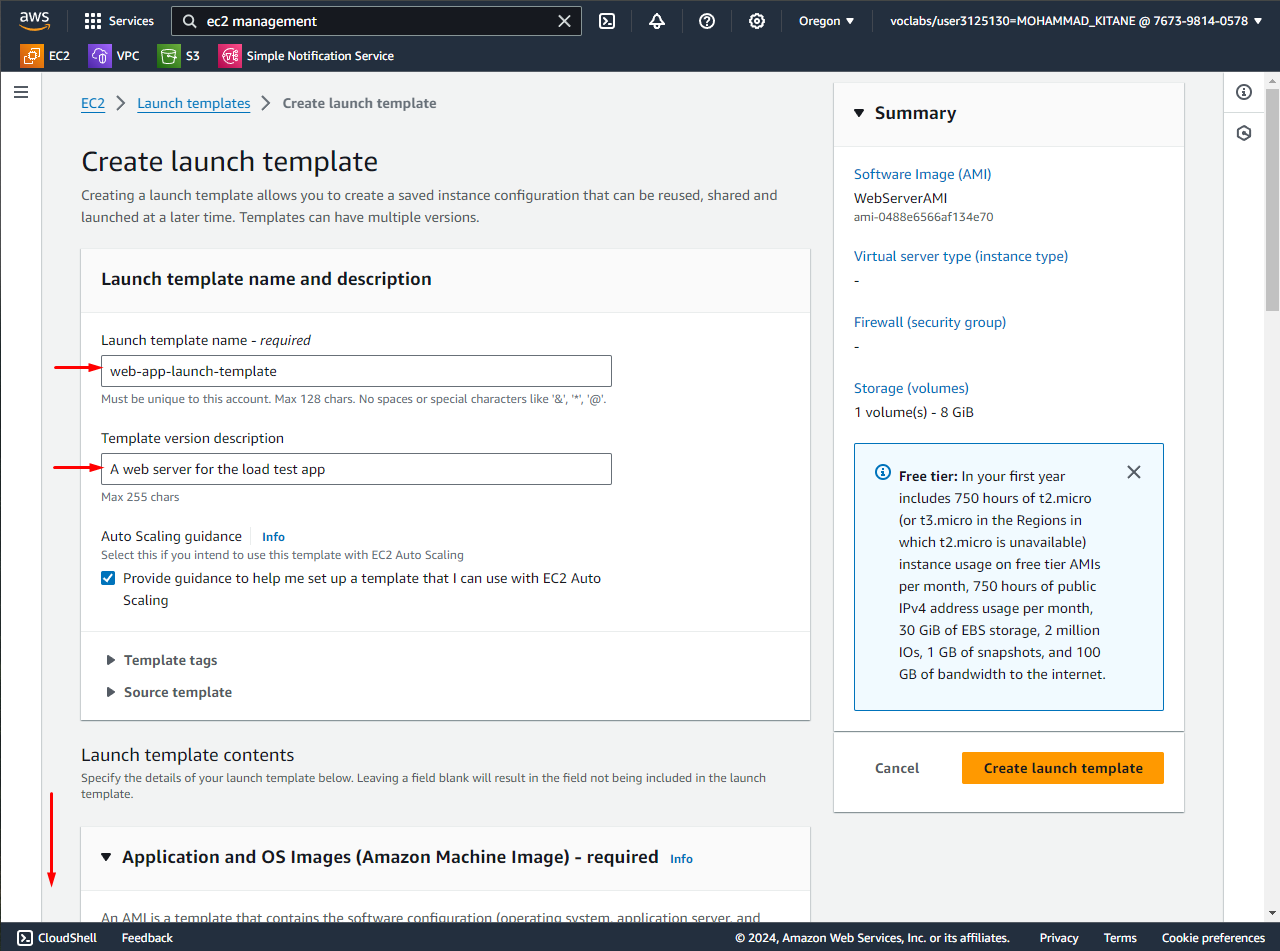 aws
Services
ec2 management
Oregon
voclabs/user3125130=MOHAMMAD_KITANE @ 7673-9814-0578
EC2
VPC
S3
Simple Notification Service
EC2
Launch templates
Create launch template
Create launch template
Creating a launch template allows you to create a saved instance configuration that can be reused, shared and
launched at a later time. Templates can have multiple versions.
Launch template name and description
Launch template name - required
web-app-launch-template
Must be unique to this account. Max 128 chars. No spaces or special characters like '&', '*', '@'.
Template version description
A web server for the load test app
Max 255 chars
Auto Scaling guidance
Info
Select this if you intend to use this template with EC2 Auto Scaling
Provide guidance to help me set up a template that I can use with EC2 Auto
Scaling
Template tags
Source template
Launch template contents
Specify the details of your launch template below. Leaving a field blank will result in the field not being included in the launch
template.
Application and OS Images (Amazon Machine Image) - required
Info
An AMI is a template that contains the software configuration (operating system, application server, and
Summary
Software Image (AMI)
WebServerAMI
ami-0488e6566af134e70
Virtual server type (instance type)
-
Firewall (security group)
-
Storage (volumes)
1 volume(s) - 8 GiB
Free tier: In your first year
includes 750 hours of t2.micro
(or t3.micro in the Regions in
which t2.micro is unavailable)
instance usage on free tier AMIs
per month, 750 hours of public
IPv4 address usage per month,
30 GiB of EBS storage, 2 million
IOs, 1 GB of snapshots, and 100
GB of bandwidth to the internet.
Cancel
Create launch template
CloudShell
Feedback
© 2024, Amazon Web Services, Inc. or its affiliates.
Privacy
Terms
Cookie preferences